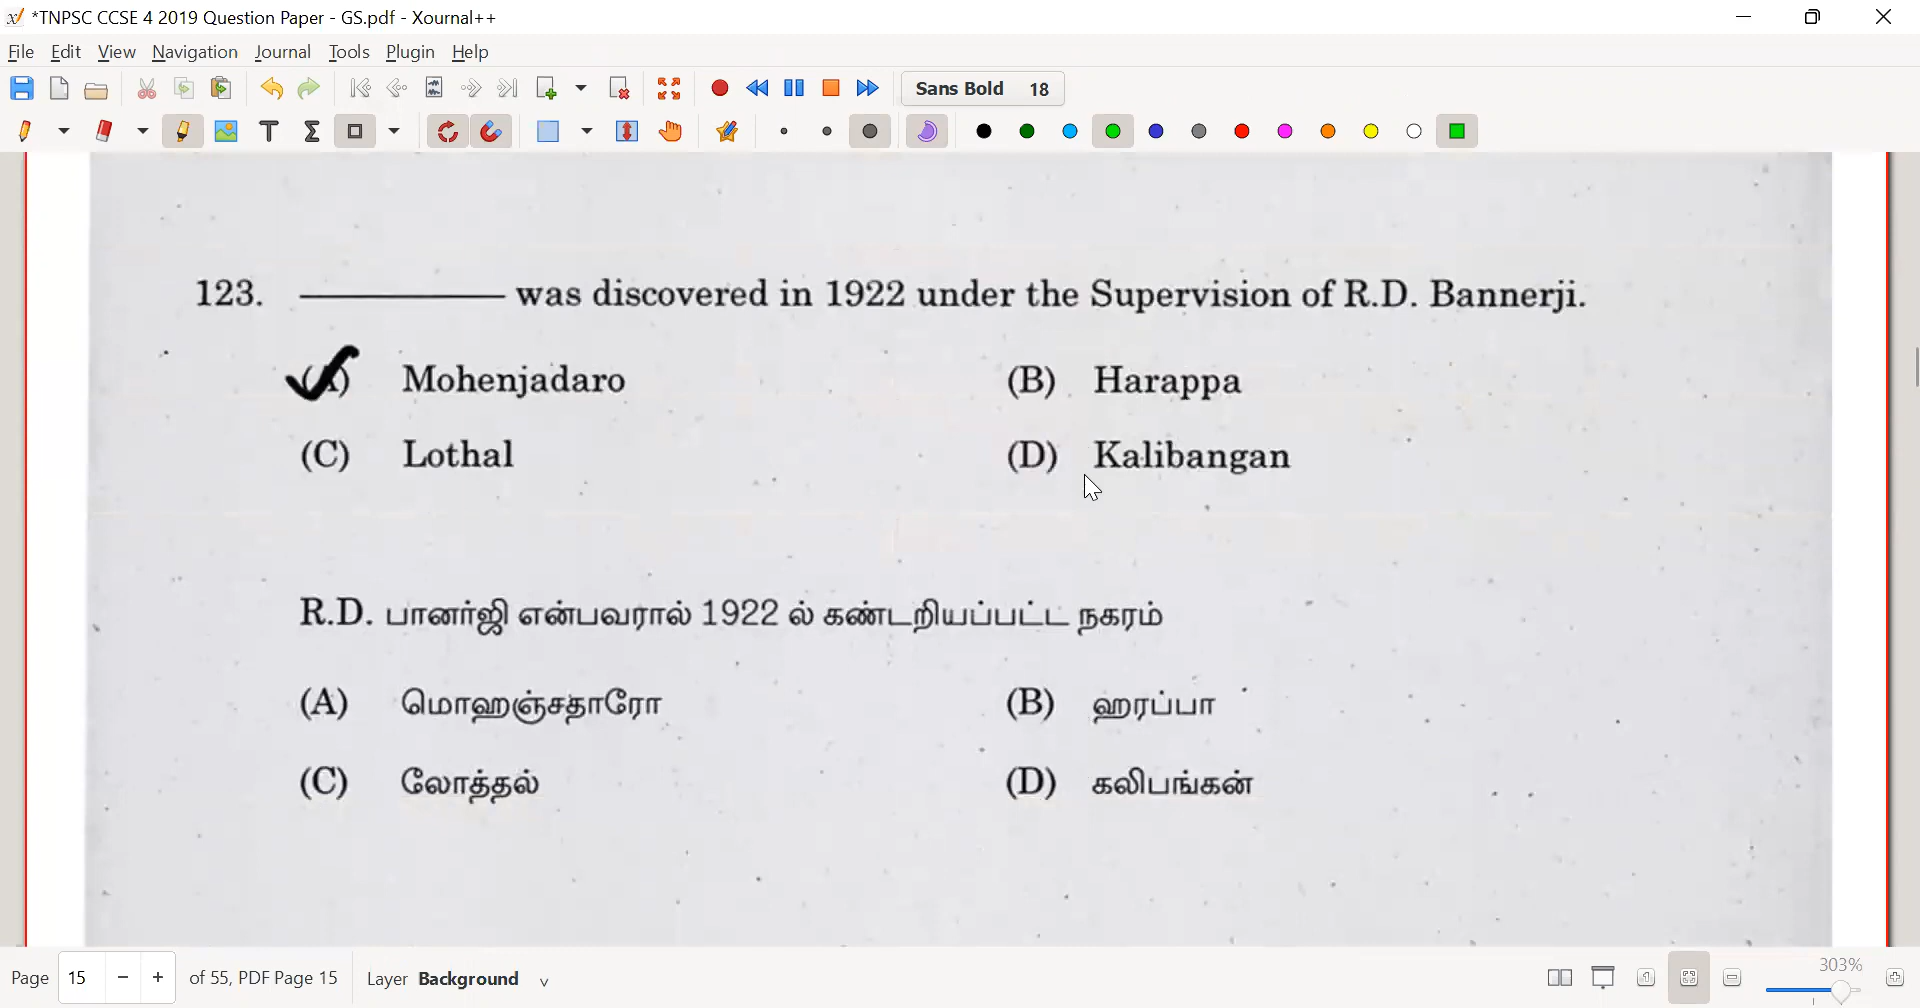 *TNPSC CCSE 4 2019 Question Paper - GS.pdf - Xournal++
File Edit View Navigation Journal Tools Plugin Help
Sans Bold 18
123. was discovered in 1922 under the Supervision of R.D. Bannerji.
(A) Mohenjadaro (B) Harappa
(C) Lothal (D) Kalibangan
R.D. பானர்ஜி என்பவரால் 1922 ல் கண்டறியப்பட்ட நகரம்
(A) மொஹஞ்சதாரோ (B) ஹரப்பா
(C) லோத்தல் (D) கலிபங்கன்
303%
Page 15 − + of 55, PDF Page 15 Layer Background